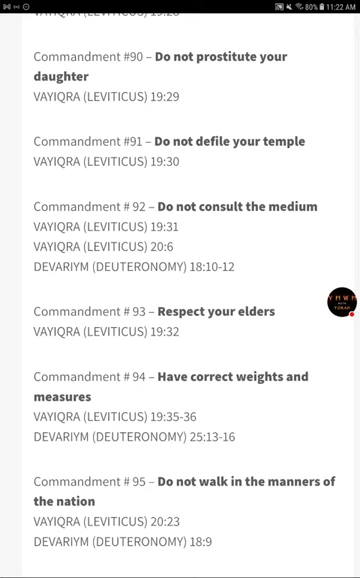 80% 11:22 AM
Commandment #90 – Do not prostitute your
daughter
VAYIQRA (LEVITICUS) 19:29
Commandment #91 – Do not defile your temple
VAYIQRA (LEVITICUS) 19:30
Commandment # 92 – Do not consult the medium
VAYIQRA (LEVITICUS) 19:31
VAYIQRA (LEVITICUS) 20:6
DEVARIYM (DEUTERONOMY) 18:10-12
Commandment # 93 – Respect your elders
VAYIQRA (LEVITICUS) 19:32
Commandment # 94 – Have correct weights and
measures
VAYIQRA (LEVITICUS) 19:35-36
DEVARIYM (DEUTERONOMY) 25:13-16
Commandment # 95 – Do not walk in the manners of
the nation
VAYIQRA (LEVITICUS) 20:23
DEVARIYM (DEUTERONOMY) 18:9